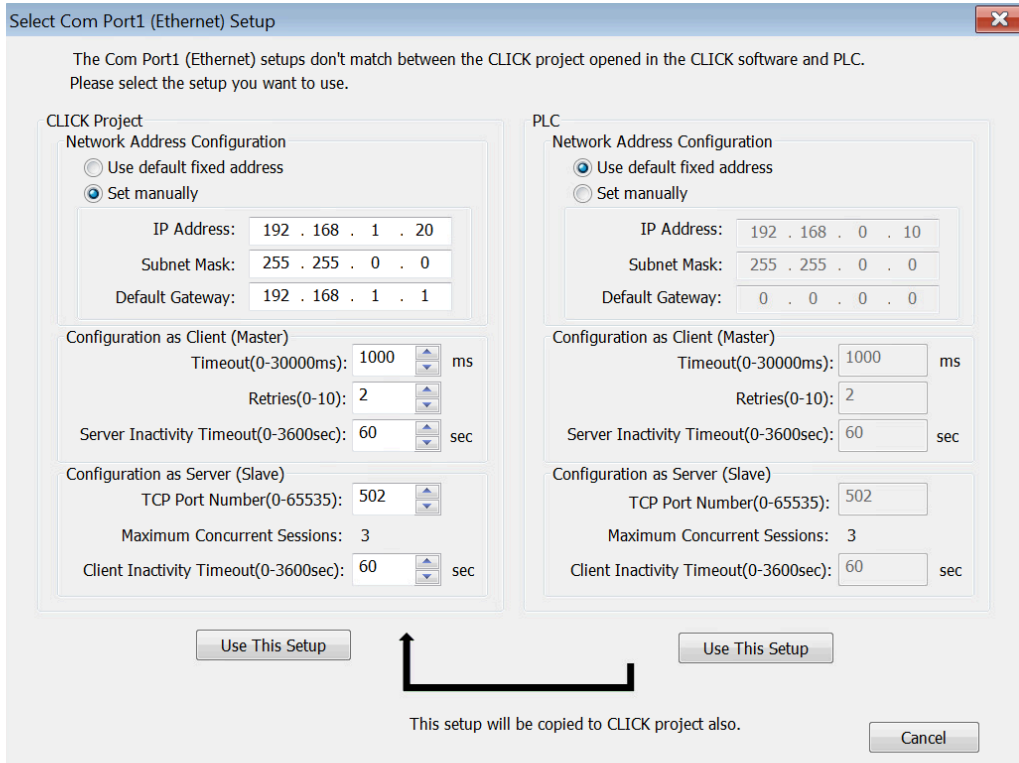 Select Com Port1 (Ethernet) Setup
The Com Port1 (Ethernet) setups don't match between the CLICK project opened in the CLICK software and PLC.
Please select the setup you want to use.
CLICK Project
Network Address Configuration
Use default fixed address
Set manually
IP Address: 192 . 168 . 1 . 20
Subnet Mask: 255 . 255 . 0 . 0
Default Gateway: 192 . 168 . 1 . 1
Configuration as Client (Master)
Timeout(0-30000ms): 1000 ms
Retries(0-10): 2
Server Inactivity Timeout(0-3600sec): 60 sec
Configuration as Server (Slave)
TCP Port Number(0-65535): 502
Maximum Concurrent Sessions: 3
Client Inactivity Timeout(0-3600sec): 60 sec
Use This Setup
PLC
Network Address Configuration
Use default fixed address
Set manually
IP Address: 192 . 168 . 0 . 10
Subnet Mask: 255 . 255 . 0 . 0
Default Gateway: 0 . 0 . 0 . 0
Configuration as Client (Master)
Timeout(0-30000ms): 1000 ms
Retries(0-10): 2
Server Inactivity Timeout(0-3600sec): 60 sec
Configuration as Server (Slave)
TCP Port Number(0-65535): 502
Maximum Concurrent Sessions: 3
Client Inactivity Timeout(0-3600sec): 60 sec
Use This Setup
This setup will be copied to CLICK project also.
Cancel